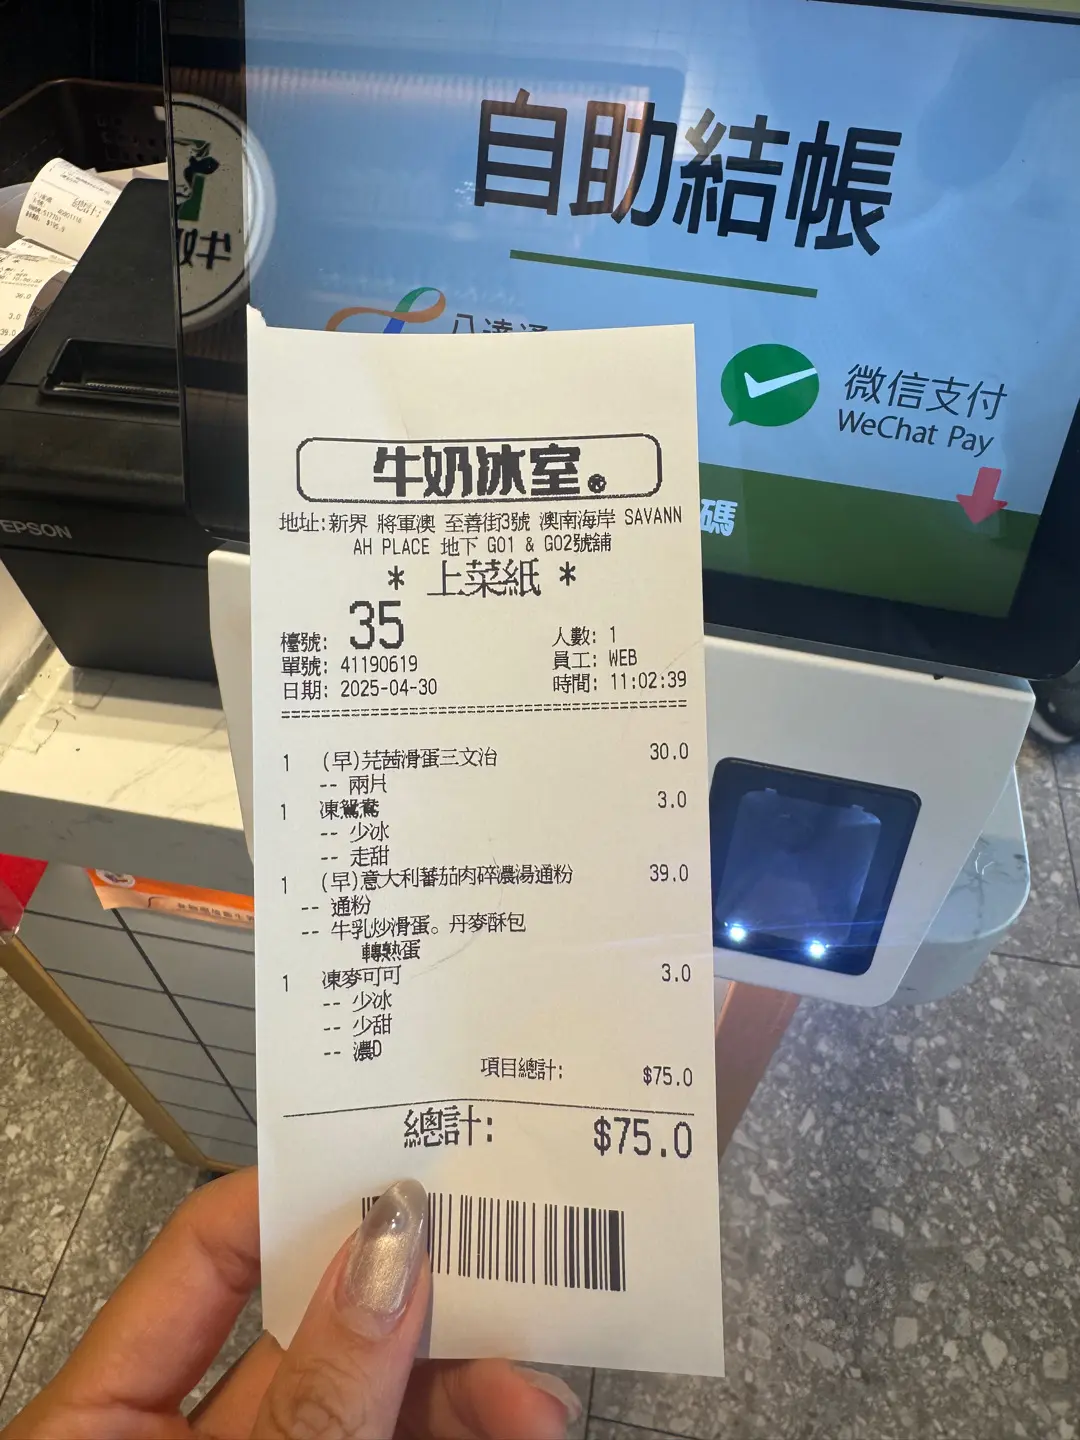 自助結帳
八達通
微信支付
WeChat Pay
碼
EPSON
牛奶冰室
地址:新界 將軍澳 至善街3號 澳南海岸 SAVANN
AH PLACE 地下 G01 & G02號舖
* 上菜紙 *
檯號: 35
人數: 1
單號: 41190619
員工: WEB
日期: 2025-04-30
時間: 11:02:39
1 (早)芫茜滑蛋三文治 30.0
-- 兩片
1 凍鴛鴦 3.0
-- 少冰
-- 走甜
1 (早)意大利蕃茄肉碎濃湯通粉 39.0
-- 通粉
-- 牛乳炒滑蛋。丹麥酥包
轉熟蛋
1 凍麥可可 3.0
-- 少冰
-- 少甜
-- 濃D
項目總計: $75.0
總計: $75.0